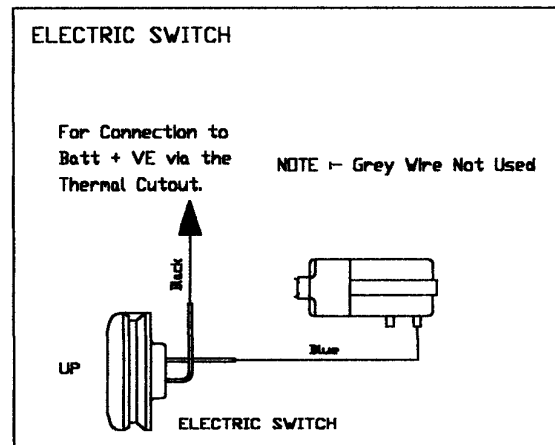 ELECTRIC SWITCH
For Connection to
Batt + VE via the
Thermal Cutout.
NOTE :- Grey Wire Not Used
Black
Blue
UP
ELECTRIC SWITCH